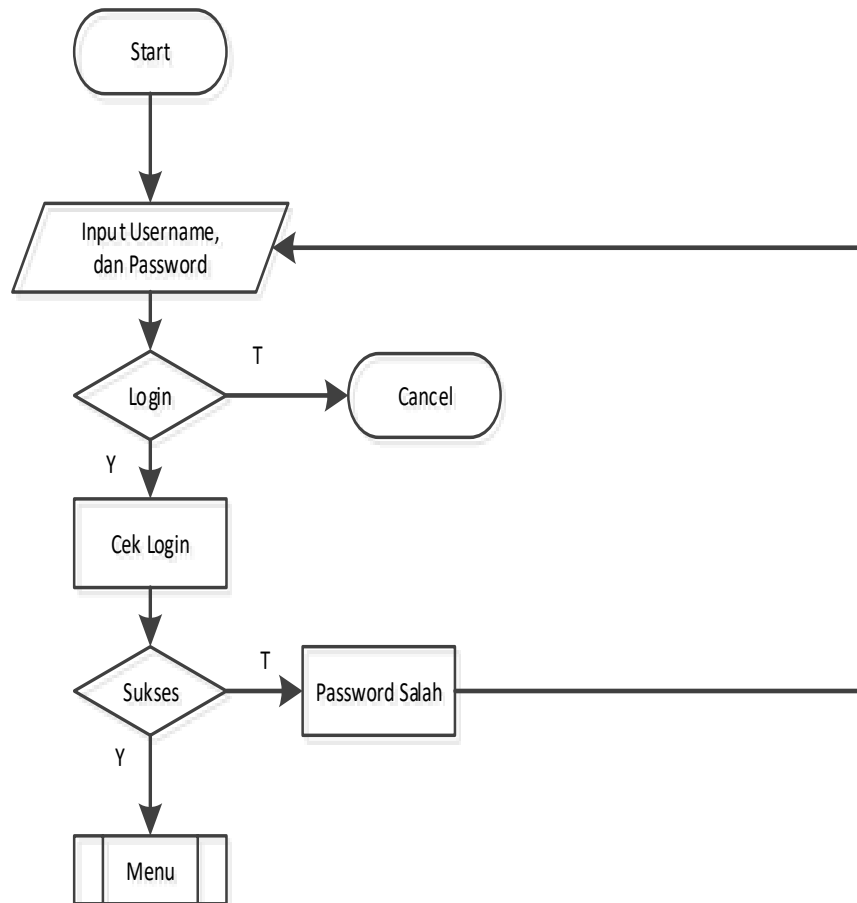 Start
Input Username,
dan Password
T
Login
Cancel
Y
Cek Login
T
Sukses
Password Salah
Y
Menu